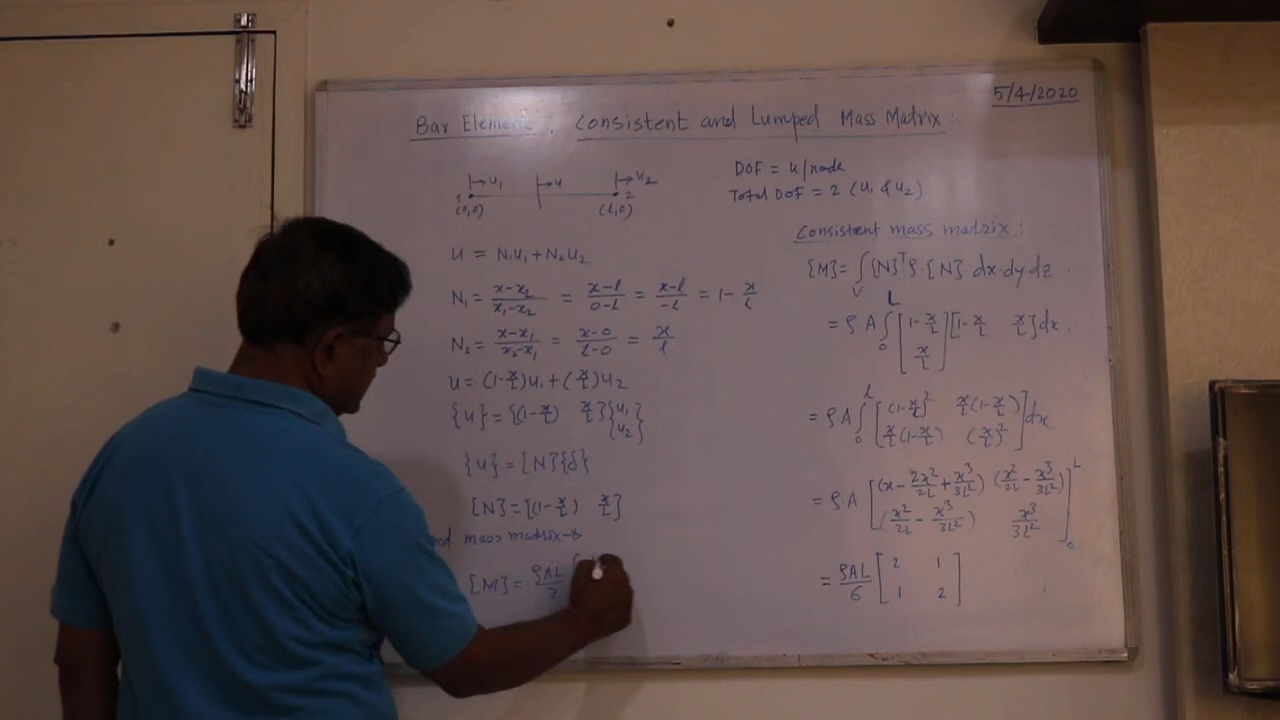 5/4/2020
Bar Element : Consistent and Lumped Mass Matrix :
→u₁ →u →u₂
1 2
(0,0) (L,0)
u = N₁u₁+N₂u₂
N₁ = (x-x₂)/(x₁-x₂) = (x-l)/(0-L) = (x-l)/(-L) = 1- x/L
N₂ = (x-x₁)/(x₂-x₁) = (x-0)/(L-0) = x/L
u = (1-x/L)u₁+(x/L)u₂
{u} = [(1-x/L) x/L]{u₁ u₂}
{u} = [N]{δ}
[N] = [(1-x/L) x/L]
mass matrix→
[M] = ρAL/2 [
DOF = u/node
Total DOF = 2 (u₁ & u₂)
Consistent mass matrix :
[M] = ∫V [N]ᵀ ρ·[N]·dx·dy·dz
= ρ·A ∫₀ᴸ [1-x/L x/L] [1-x/L x/L]dx.
= ρA ∫₀ᴸ [(1-x/L)² x/L(1-x/L) x/L(1-x/L) (x/L)²]dx
= ρA [(x-2x²/2L+x³/3L²) (x²/2L-x³/3L²) (x²/2L-x³/3L²) x³/3L²]₀ᴸ
= ρAL/6 [2 1 1 2]